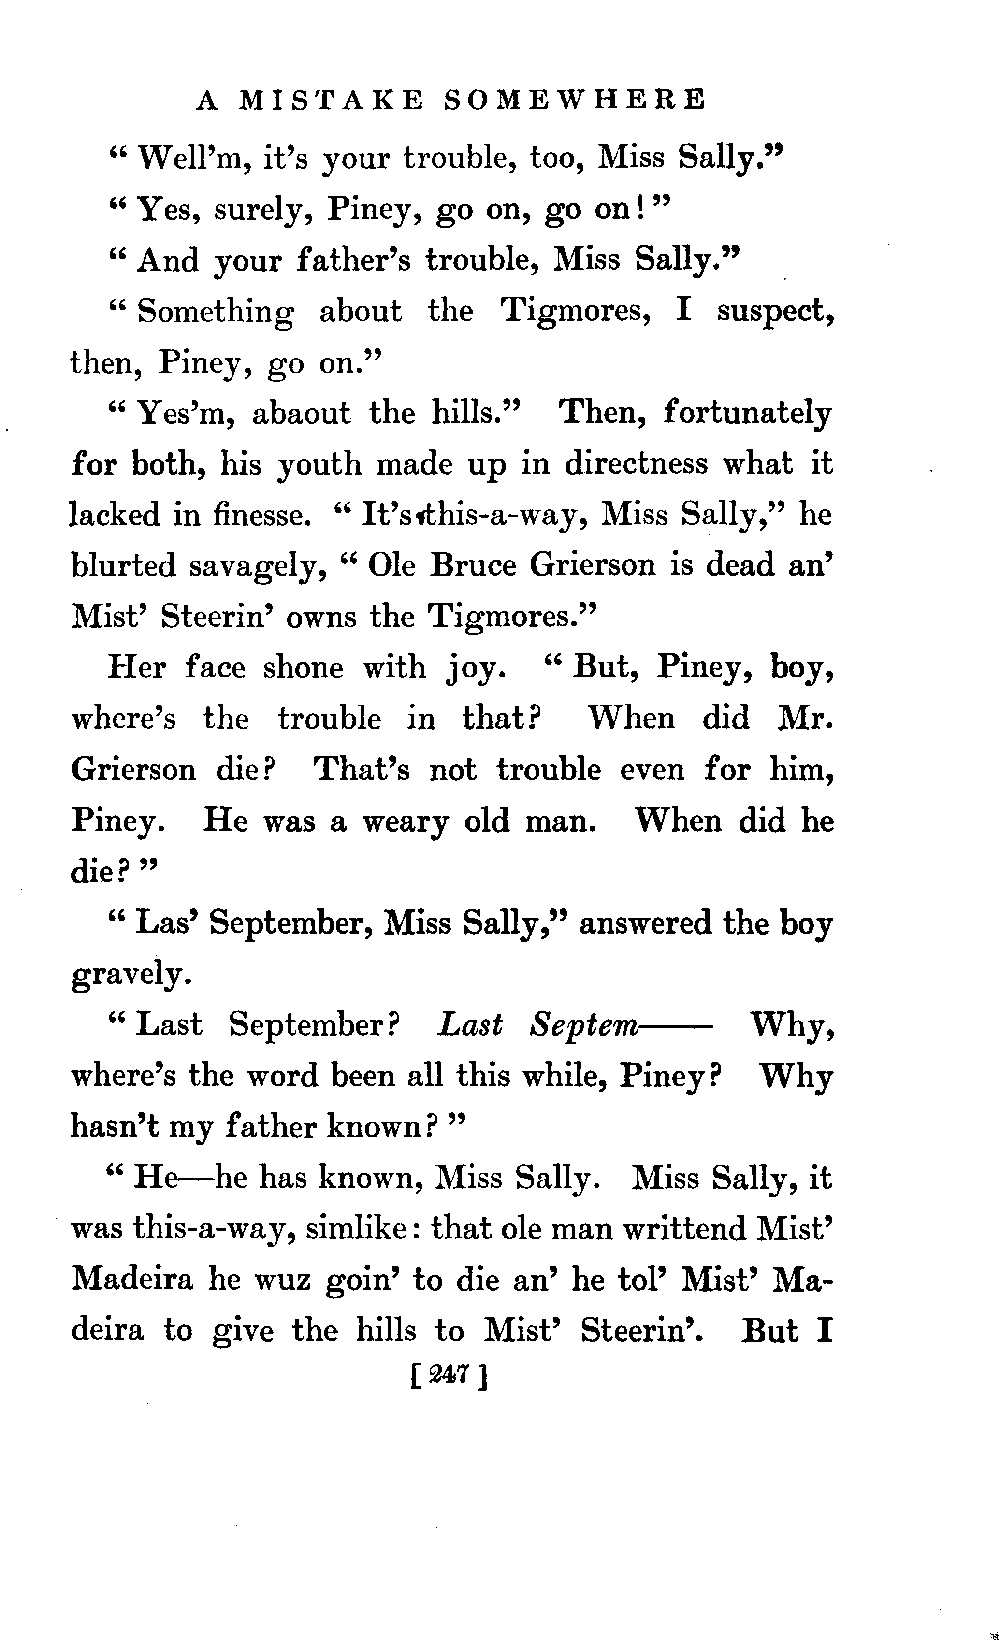 A MISTAKE SOMEWHERE
“ Well’m, it’s your trouble, too, Miss Sally.”
“ Yes, surely, Piney, go on, go on! ”
“ And your father’s trouble, Miss Sally.”
“ Something about the Tigmores, I suspect,
then, Piney, go on.”
“ Yes’m, abaout the hills.” Then, fortunately
for both, his youth made up in directness what it
lacked in finesse. “ It’s this-a-way, Miss Sally,” he
blurted savagely, “ Ole Bruce Grierson is dead an’
Mist’ Steerin’ owns the Tigmores.”
Her face shone with joy. “ But, Piney, boy,
where’s the trouble in that? When did Mr.
Grierson die? That’s not trouble even for him,
Piney. He was a weary old man. When did he
die? ”
“ Las’ September, Miss Sally,” answered the boy
gravely.
“ Last September? Last Septem—— Why,
where’s the word been all this while, Piney? Why
hasn’t my father known? ”
“ He—he has known, Miss Sally. Miss Sally, it
was this-a-way, simlike: that ole man writtend Mist’
Madeira he wuz goin’ to die an’ he tol’ Mist’ Ma-
deira to give the hills to Mist’ Steerin’. But I
[ 247 ]